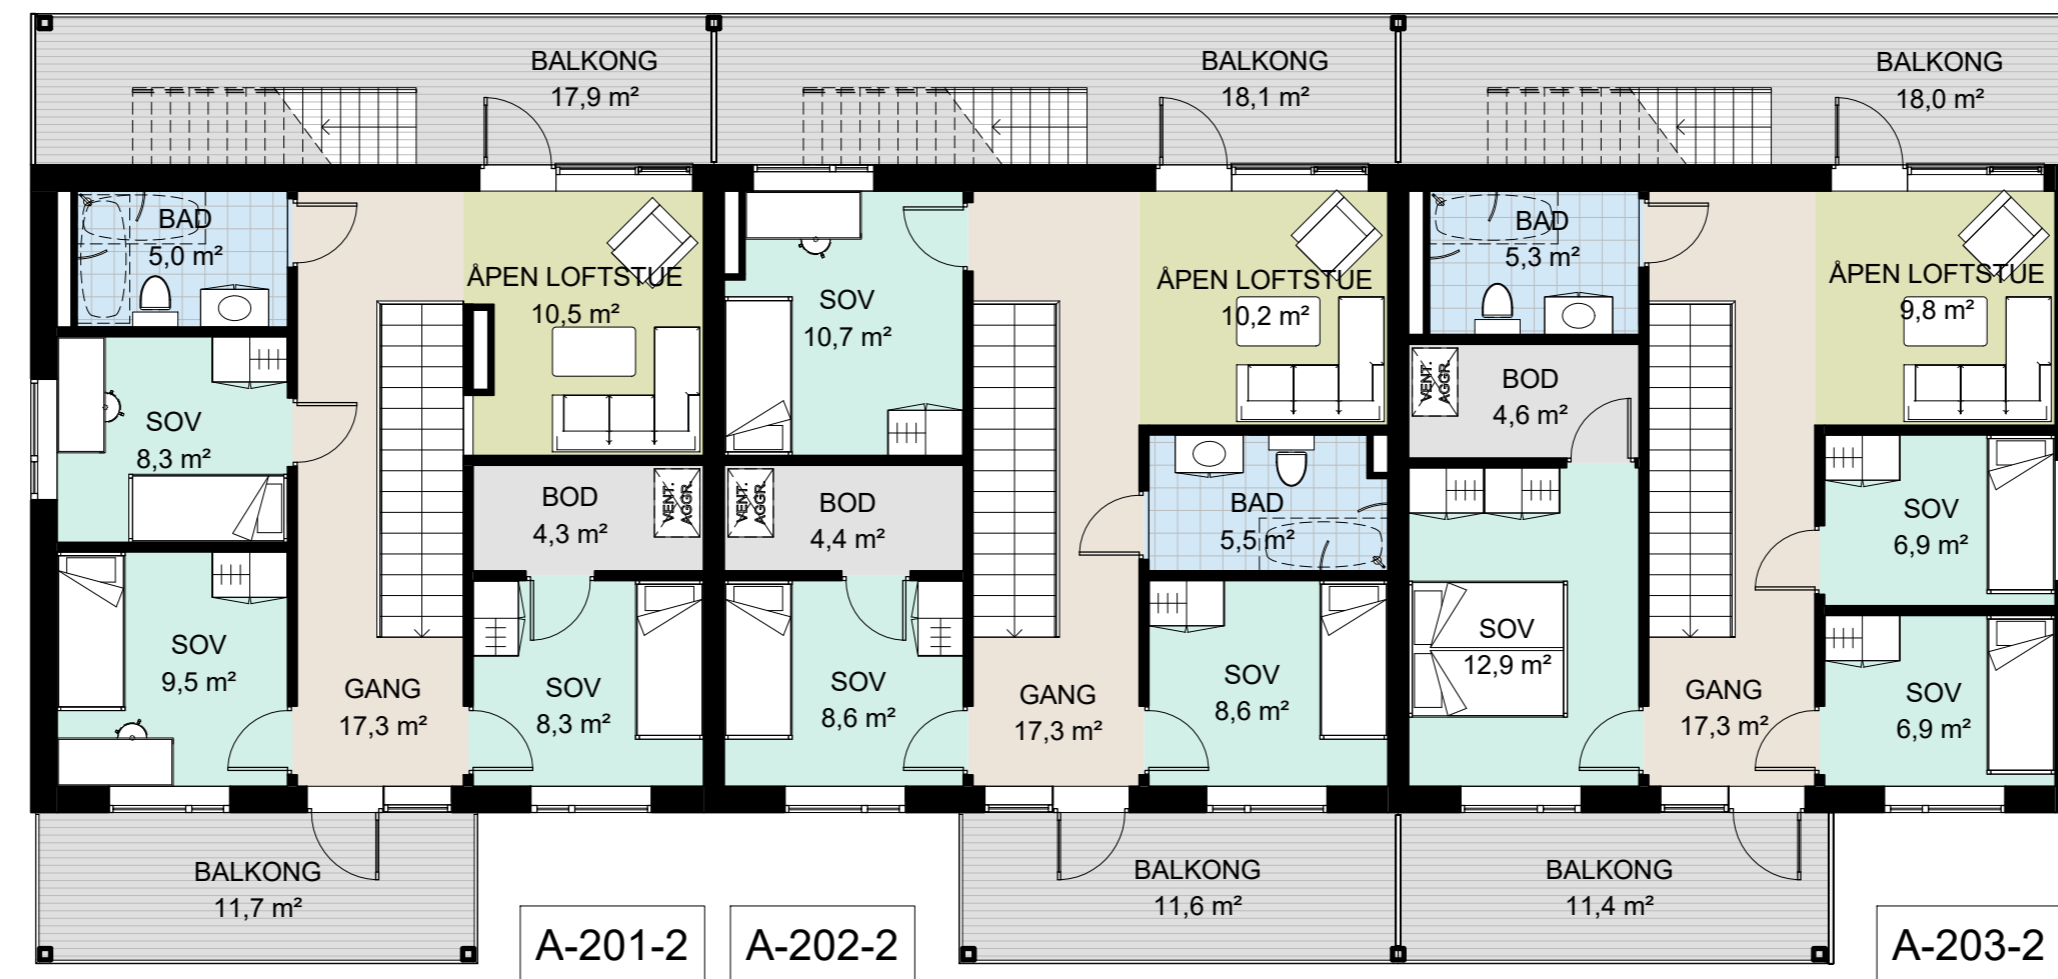 BALKONG
17,9 m²
BALKONG
18,1 m²
BALKONG
18,0 m²
BAD
5,0 m²
ÅPEN LOFTSTUE
10,5 m²
SOV
8,3 m²
BOD
4,3 m²
VENT.
AGGR.
SOV
9,5 m²
GANG
17,3 m²
SOV
8,3 m²
BALKONG
11,7 m²
A-201-2
SOV
10,7 m²
ÅPEN LOFTSTUE
10,2 m²
VENT.
AGGR.
BOD
4,4 m²
BAD
5,5 m²
SOV
8,6 m²
GANG
17,3 m²
SOV
8,6 m²
BALKONG
11,6 m²
A-202-2
BAD
5,3 m²
ÅPEN LOFTSTUE
9,8 m²
VENT.
AGGR.
BOD
4,6 m²
SOV
6,9 m²
SOV
12,9 m²
GANG
17,3 m²
SOV
6,9 m²
BALKONG
11,4 m²
A-203-2